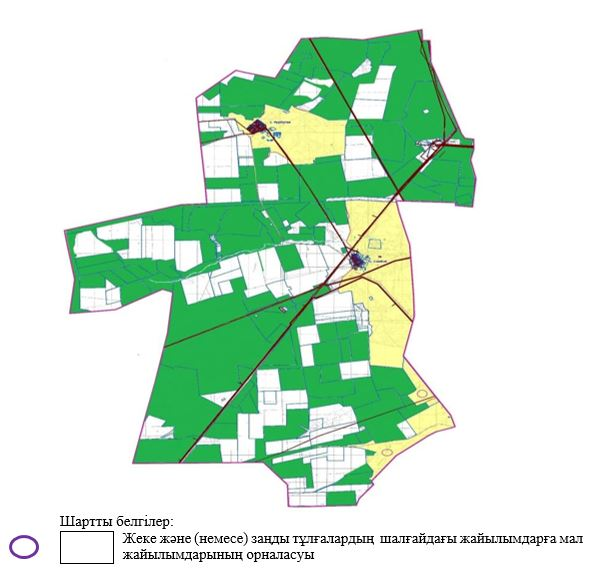 Шартты белгілер:
Жеке және (немесе) заңды тұлғалардың шалғайдағы жайылымдарға мал
жайылымдарының орналасуы